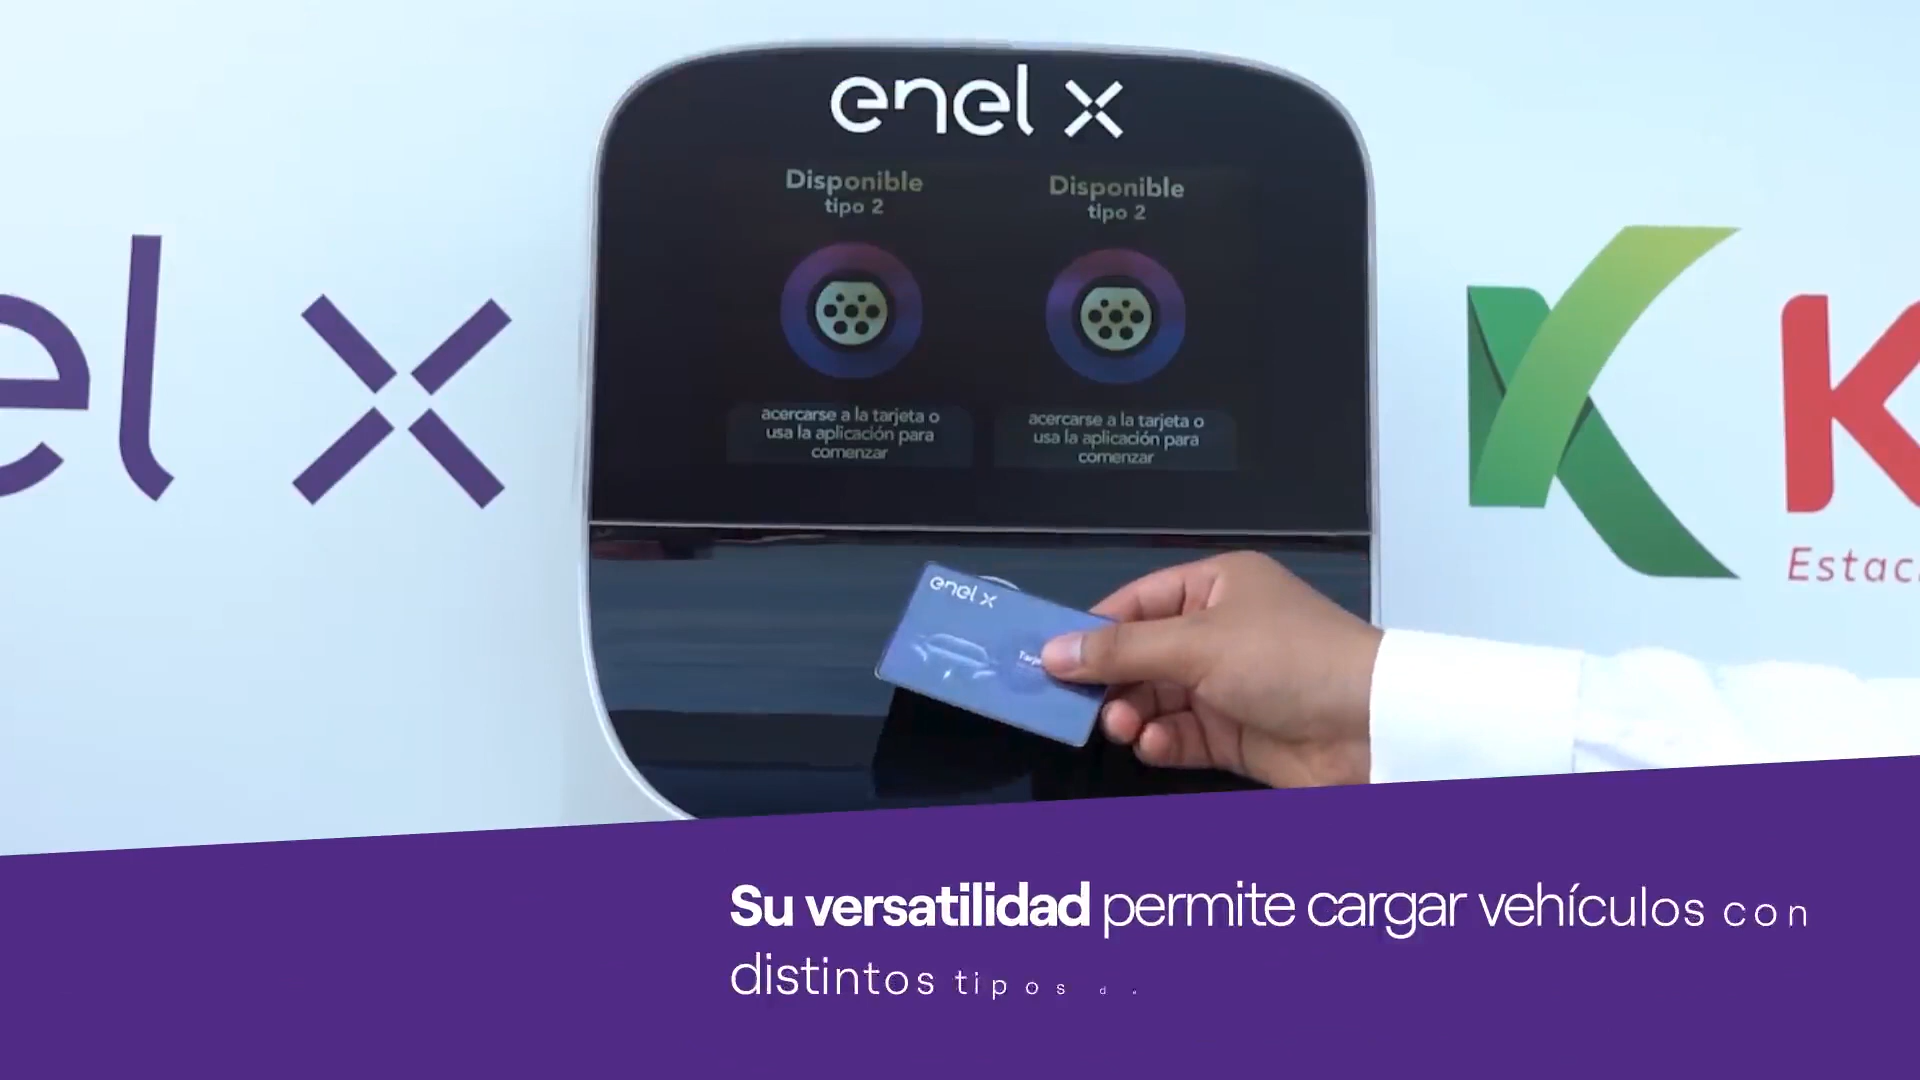 enel x
Disponible
tipo 2
Disponible
tipo 2
acercarse a la tarjeta o
usa la aplicación para
comenzar
acercarse a la tarjeta o
usa la aplicación para
comenzar
el x
K
Estac
enel x
Su versatilidad permite cargar vehículos con
distintos tipos d